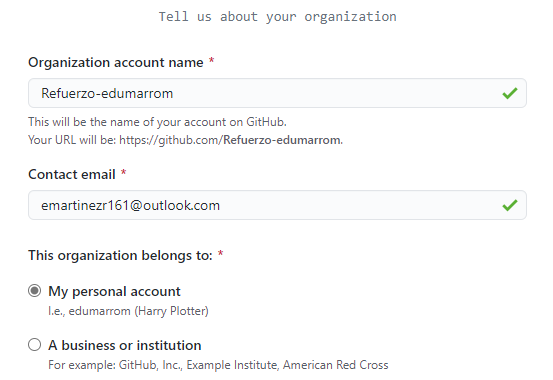 Tell us about your organization
Organization account name *
Refuerzo-edumarrom
This will be the name of your account on GitHub.
Your URL will be: https://github.com/Refuerzo-edumarrom.
Contact email *
emartinezr161@outlook.com
This organization belongs to: *
My personal account
I.e., edumarrom (Harry Plotter)
A business or institution
For example: GitHub, Inc., Example Institute, American Red Cross